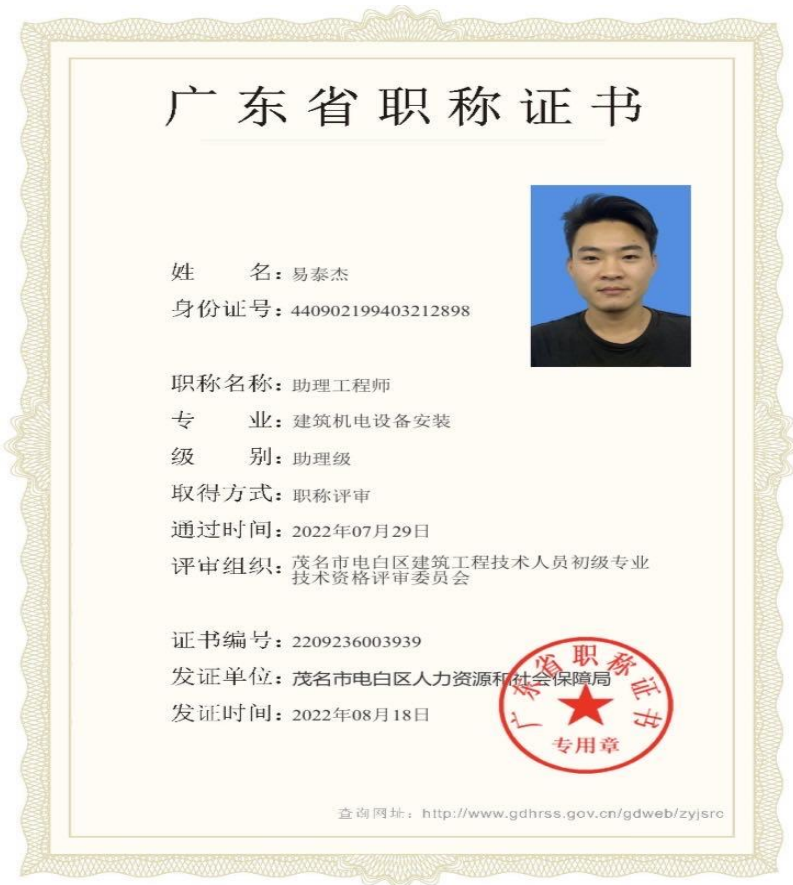 广东省职称证书
姓 名：易泰杰
身份证号：440902199403212898
职称名称：助理工程师
专 业：建筑机电设备安装
级 别：助理级
取得方式：职称评审
通过时间：2022年07月29日
评审组织：茂名市电白区建筑工程技术人员初级专业
技术资格评审委员会
证书编号：2209236003939
发证单位：茂名市电白区人力资源和社会保障局
发证时间：2022年08月18日
广东省职称证书
专用章
查询网址：http://www.gdhrss.gov.cn/gdweb/zyjsrc